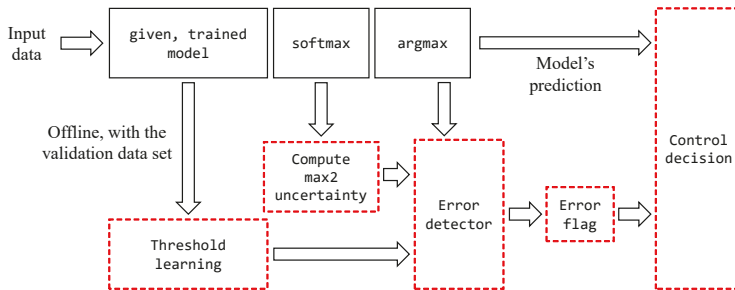 Input
data
given, trained
model
softmax
argmax
Model's
prediction
Offline, with the
validation data set
Compute
max2
uncertainty
Error
detector
Error
flag
Control
decision
Threshold
learning